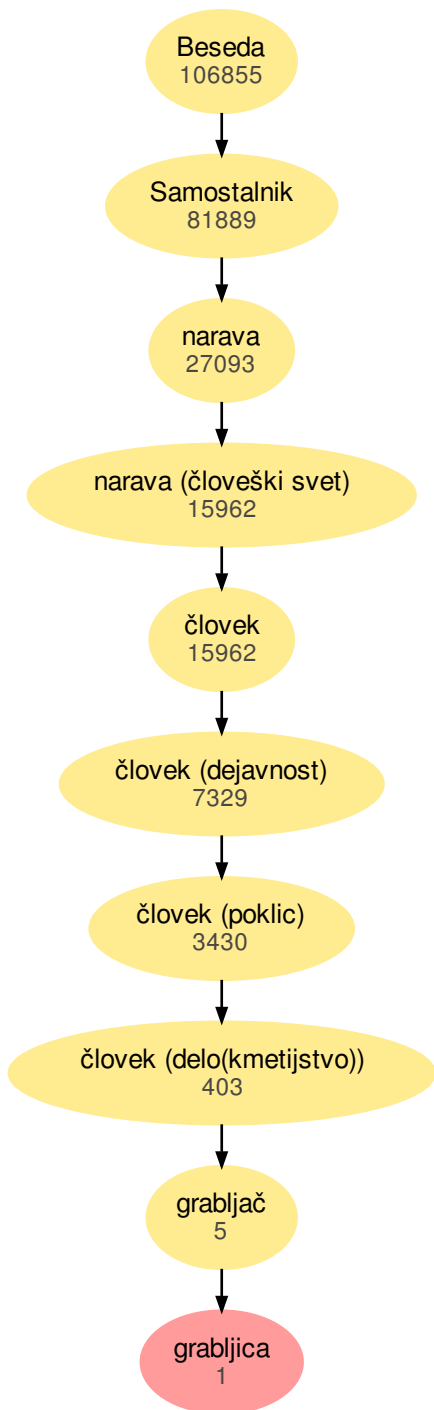 Beseda
106855
Samostalnik
81889
narava
27093
narava (človeški svet)
15962
človek
15962
človek (dejavnost)
7329
človek (poklic)
3430
človek (delo(kmetijstvo))
403
grabljač
5
grabljica
1